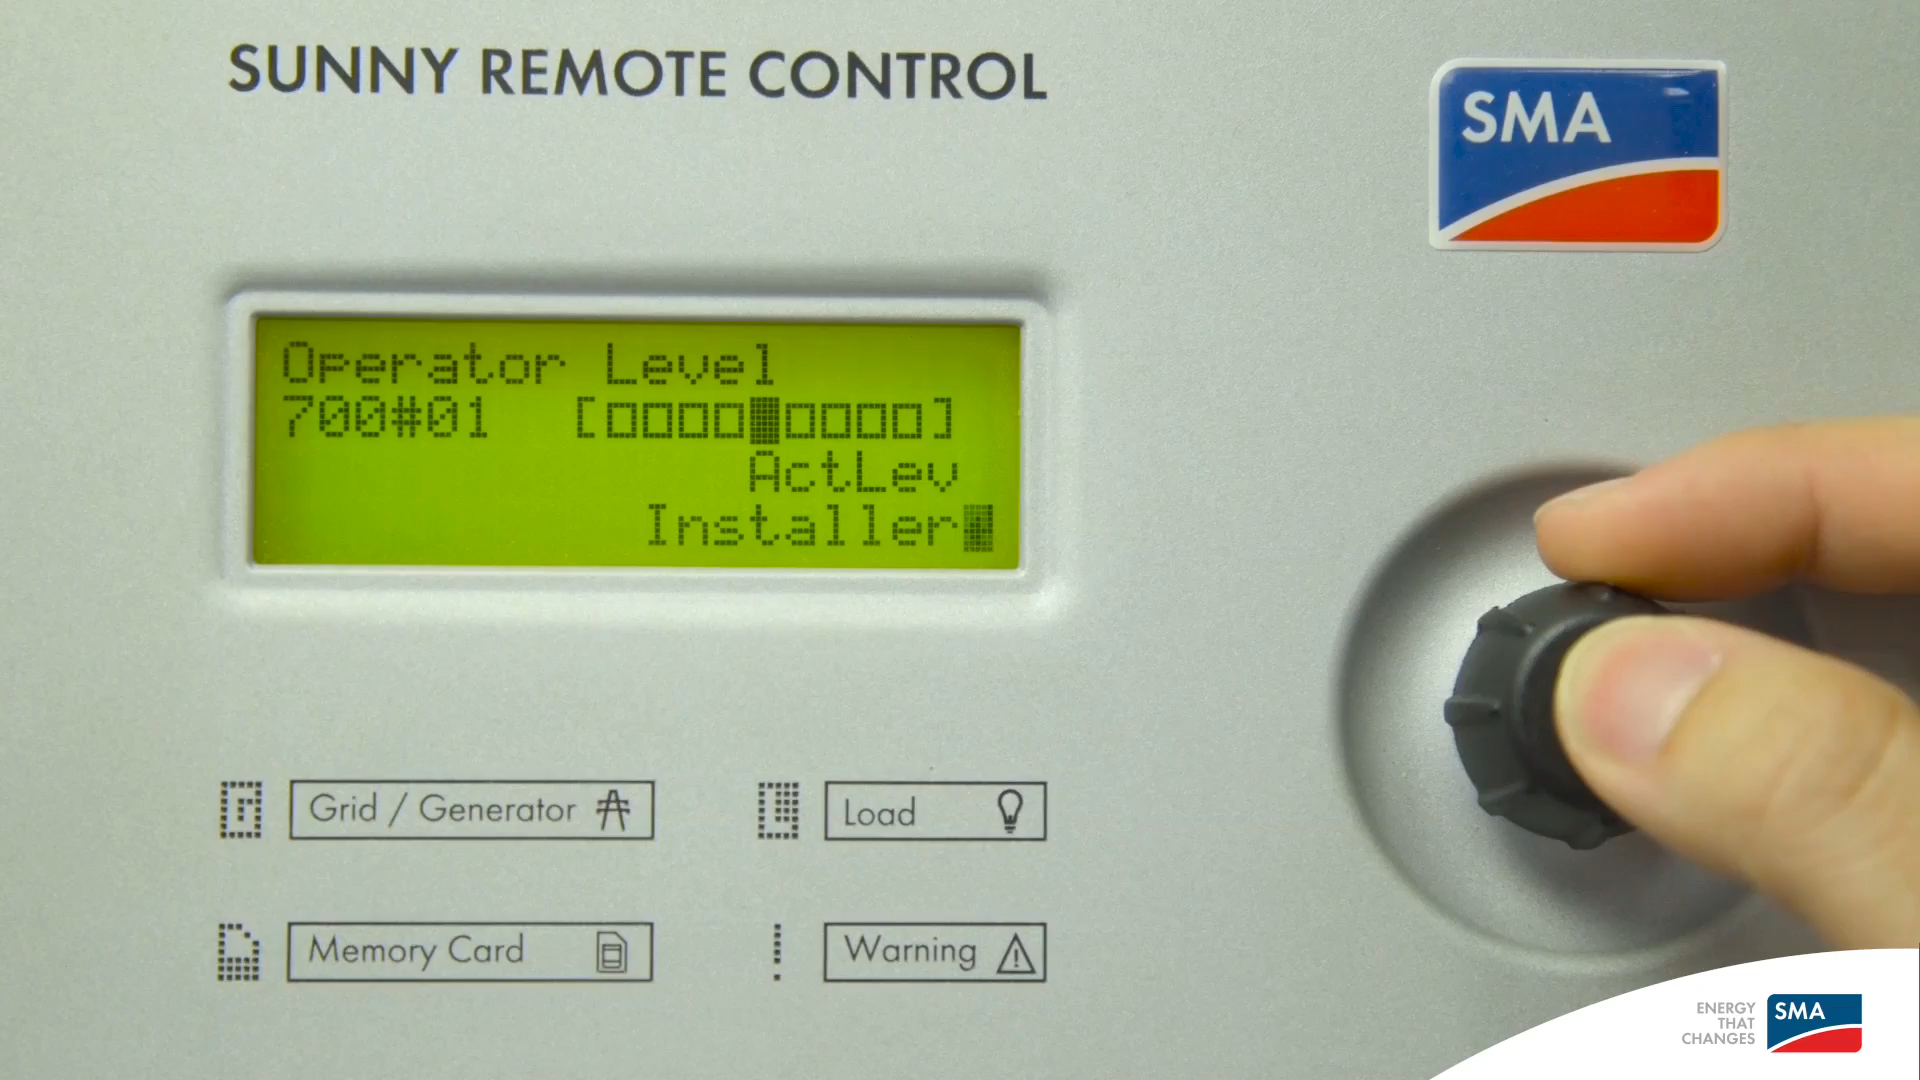 SUNNY REMOTE CONTROL
SMA
Operator Level
700#01 [□□□□■□□□□]
ActLev
Installer
Grid / Generator
Load
Memory Card
! Warning
ENERGY
THAT
CHANGES
SMA